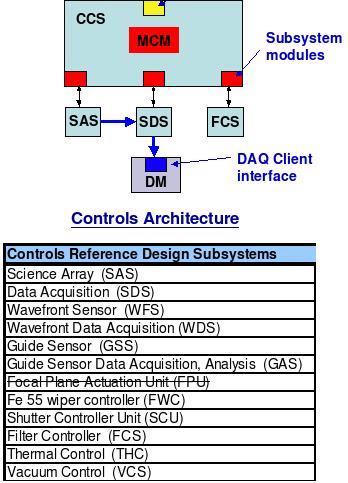 CCS
MCM
Subsystem
modules
SAS
SDS
FCS
DAQ Client
interface
DM
Controls Architecture
Controls Reference Design Subsystems
Science Array (SAS)
Data Acquisition (SDS)
Wavefront Sensor (WFS)
Wavefront Data Acquisition (WDS)
Guide Sensor (GSS)
Guide Sensor Data Acquisition, Analysis (GAS)
Focal Plane Actuation Unit (FPU)
Fe 55 wiper controller (FWC)
Shutter Controller Unit (SCU)
Filter Controller (FCS)
Thermal Control (THC)
Vacuum Control (VCS)